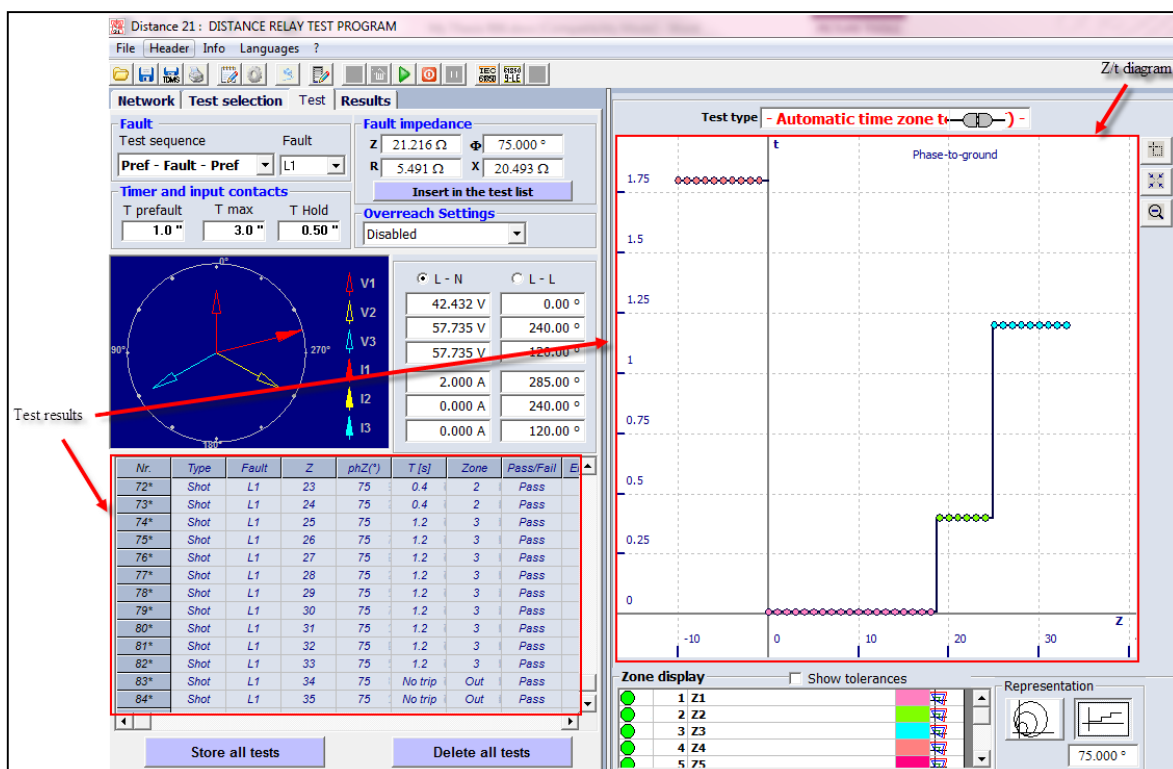 Distance 21 : DISTANCE RELAY TEST PROGRAM
File Header Info Languages ?
TDMS IEC 61850 61850 9-LE
Z/t diagram
Network Test selection Test Results
Fault
Test sequence Fault
Pref - Fault - Pref L1
Fault impedance
Z 21.216 Ω Φ 75.000 °
R 5.491 Ω X 20.493 Ω
Insert in the test list
Timer and input contacts
T prefault T max T Hold
1.0 " 3.0 " 0.50 "
Overreach Settings
Disabled
0°
90°
270°
180°
V1
V2
V3
I1
I2
I3
L - N L - L
42.432 V 0.00 °
57.735 V 240.00 °
57.735 V 120.00 °
2.000 A 285.00 °
0.000 A 240.00 °
0.000 A 120.00 °
Test results
Nr. Type Fault Z phZ(°) T [s] Zone Pass/Fail
72* Shot L1 23 75 0.4 2 Pass
73* Shot L1 24 75 0.4 2 Pass
74* Shot L1 25 75 1.2 3 Pass
75* Shot L1 26 75 1.2 3 Pass
76* Shot L1 27 75 1.2 3 Pass
77* Shot L1 28 75 1.2 3 Pass
78* Shot L1 29 75 1.2 3 Pass
79* Shot L1 30 75 1.2 3 Pass
80* Shot L1 31 75 1.2 3 Pass
81* Shot L1 32 75 1.2 3 Pass
82* Shot L1 33 75 1.2 3 Pass
83* Shot L1 34 75 No trip Out Pass
84* Shot L1 35 75 No trip Out Pass
Store all tests Delete all tests
Test type - Automatic time zone t ) -
t
Phase-to-ground
1.75
1.5
1.25
1
0.75
0.5
0.25
0
Z
-10 0 10 20 30
Zone display Show tolerances
1 Z1
2 Z2
3 Z3
4 Z4
5 Z5
Representation
75.000 °